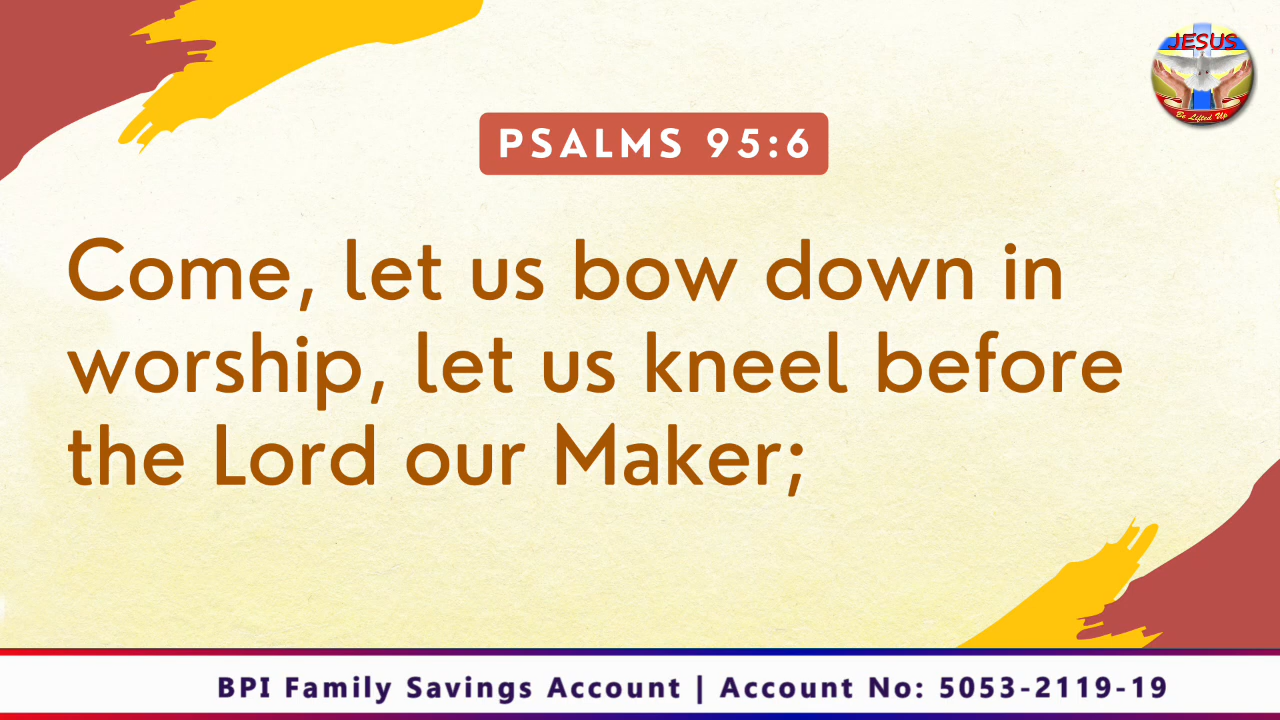 JESUS
Be Lifted Up
PSALMS 95:6
Come, let us bow down in
worship, let us kneel before
the Lord our Maker;
BPI Family Savings Account | Account No: 5053-2119-19